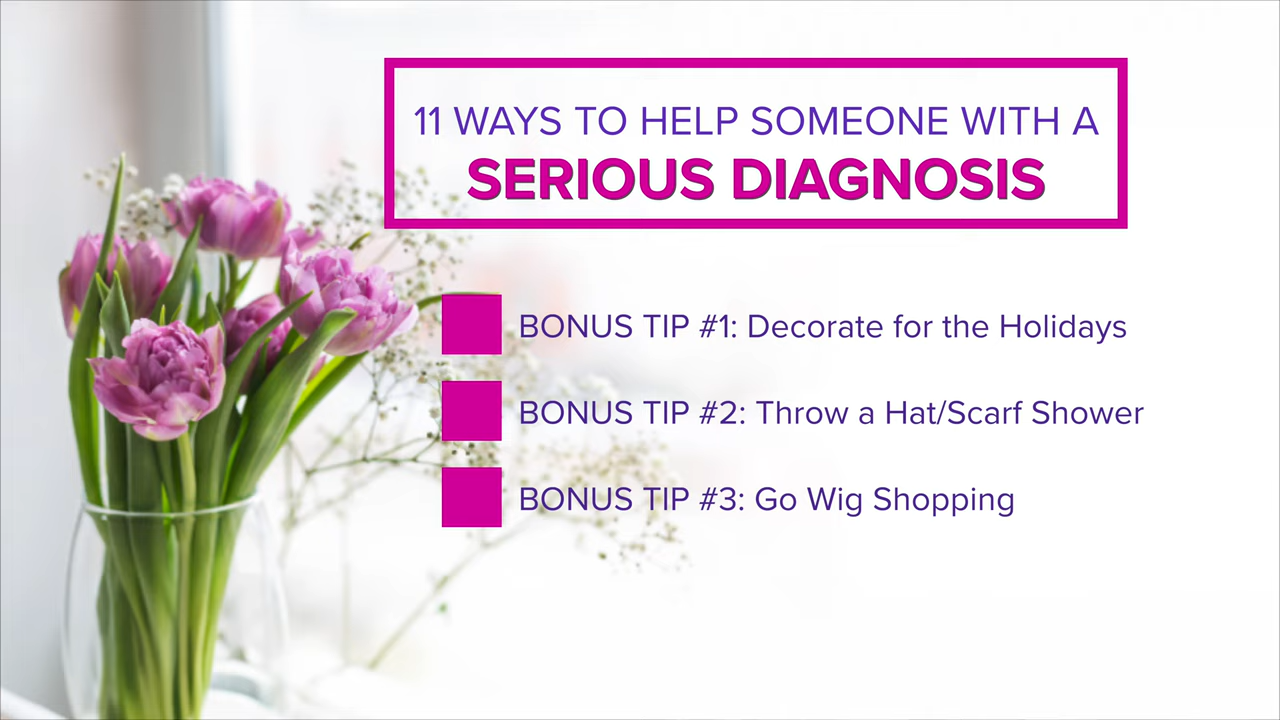 11 WAYS TO HELP SOMEONE WITH A
SERIOUS DIAGNOSIS
BONUS TIP #1: Decorate for the Holidays
BONUS TIP #2: Throw a Hat/Scarf Shower
BONUS TIP #3: Go Wig Shopping